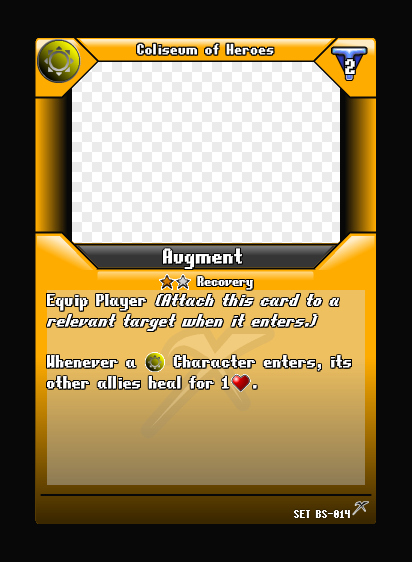 Coliseum of Heroes
2
Augment
Recovery
Equip Player (Attach this card to a
relevant target when it enters.)
Whenever a Character enters, its
other allies heal for 1.
SET BS-014